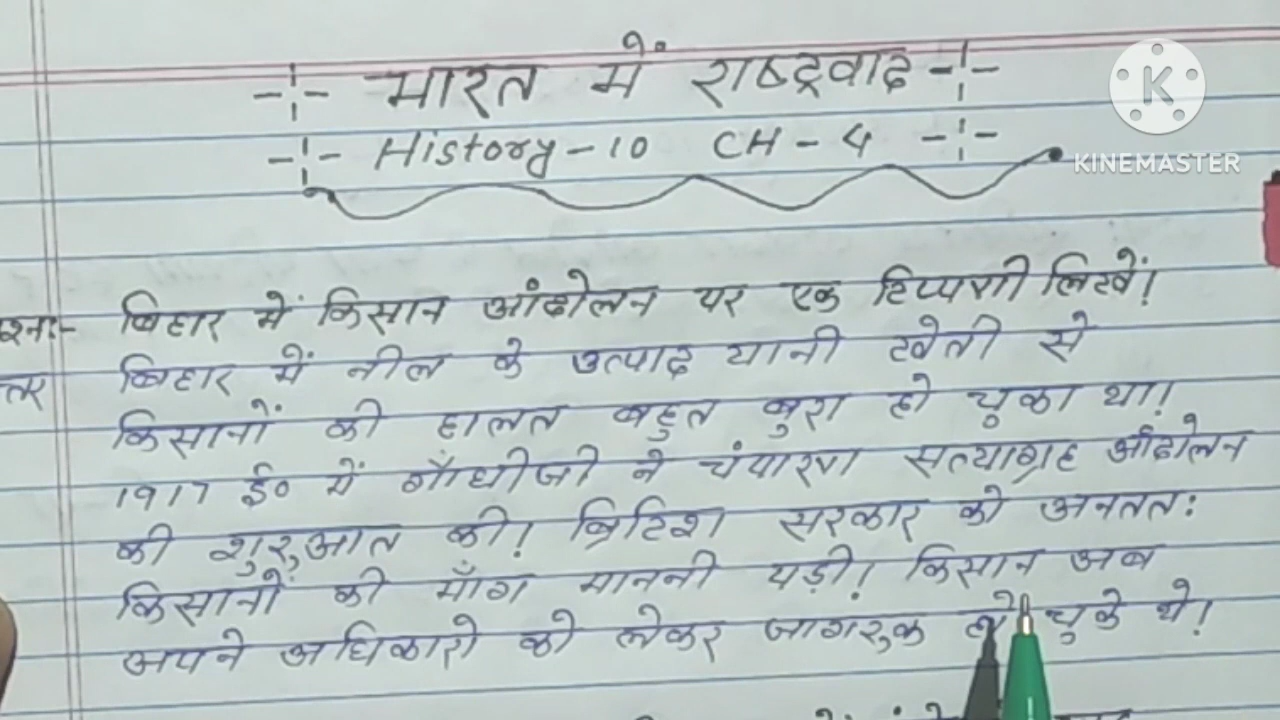 भारत में राष्ट्रवाद
History-10 CH-4
KINEMASTER
श्न:- बिहार में किसान आंदोलन पर एक टिप्पणी लिखें।
त्तर बिहार में नील के उत्पाद यानी खेती से
किसानों की हालत बहुत बुरा हो चुका था।
1917 ई० में गाँधीजी ने चंपारण सत्याग्रह आंदोलन
की शुरुआत की। ब्रिटिश सरकार को अनततः
किसानों की माँग माननी पड़ी। किसान अब
अपने अधिकारो को लेकर जागरुक हो चुके थे।